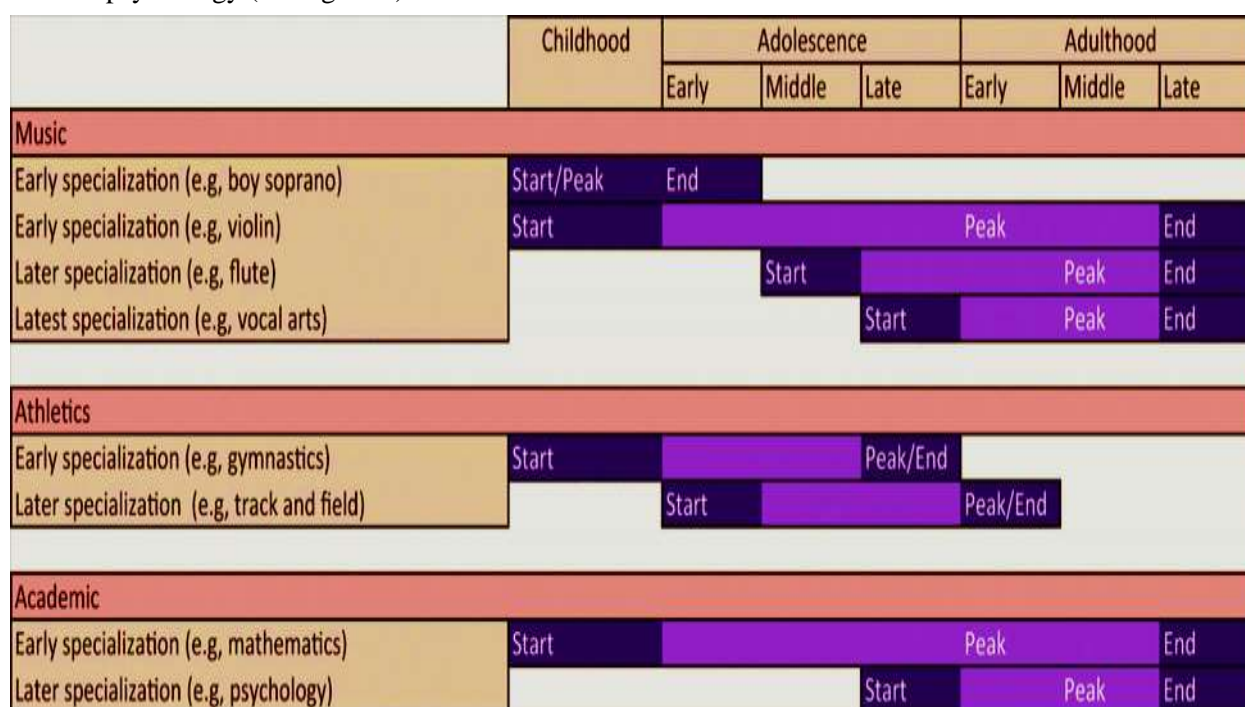 Childhood Adolescence Adulthood
Early Middle Late Early Middle Late
Music
Early specialization (e.g, boy soprano) Start/Peak End
Early specialization (e.g, violin) Start Peak End
Later specialization (e.g, flute) Start Peak End
Latest specialization (e.g, vocal arts) Start Peak End
Athletics
Early specialization (e.g, gymnastics) Start Peak/End
Later specialization (e.g, track and field) Start Peak/End
Academic
Early specialization (e.g, mathematics) Start Peak End
Later specialization (e.g, psychology) Start Peak End